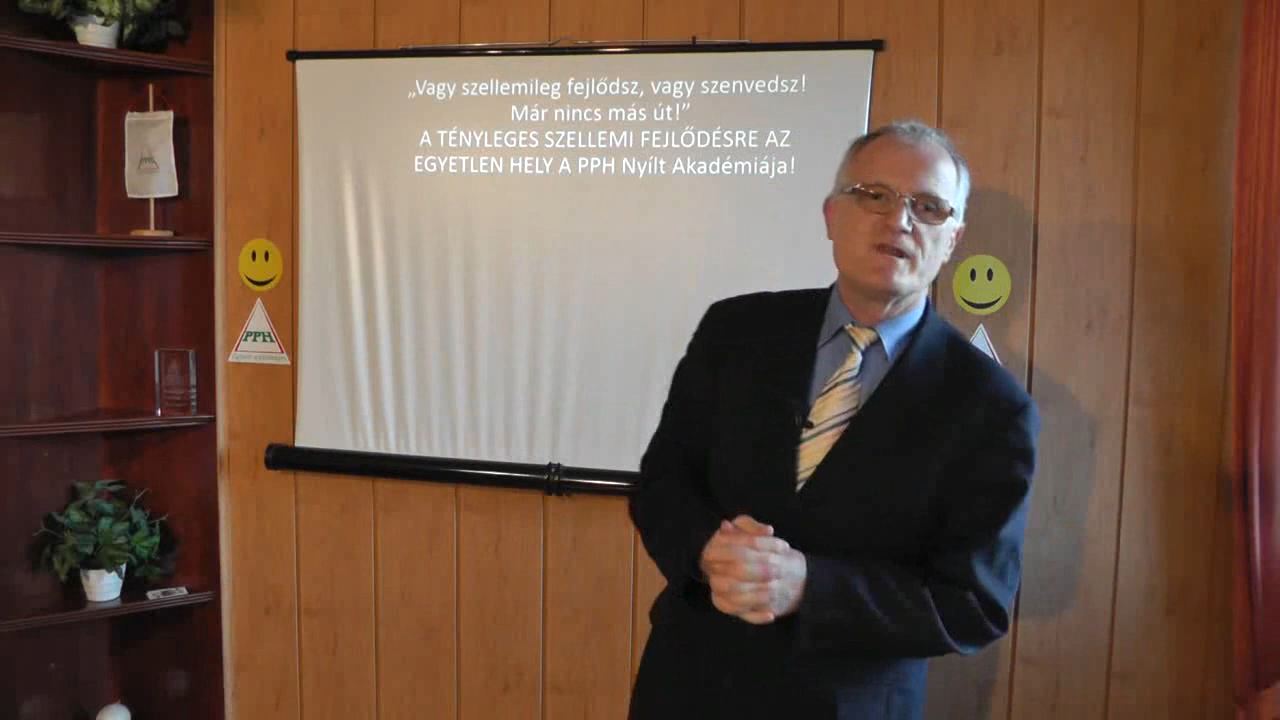 „Vagy szellemileg fejlődsz, vagy szenvedsz!
Már nincs más út!”
A TÉNYLEGES SZELLEMI FEJLŐDÉSRE AZ
EGYETLEN HELY A PPH Nyílt Akadémiája!
PPH
PPH